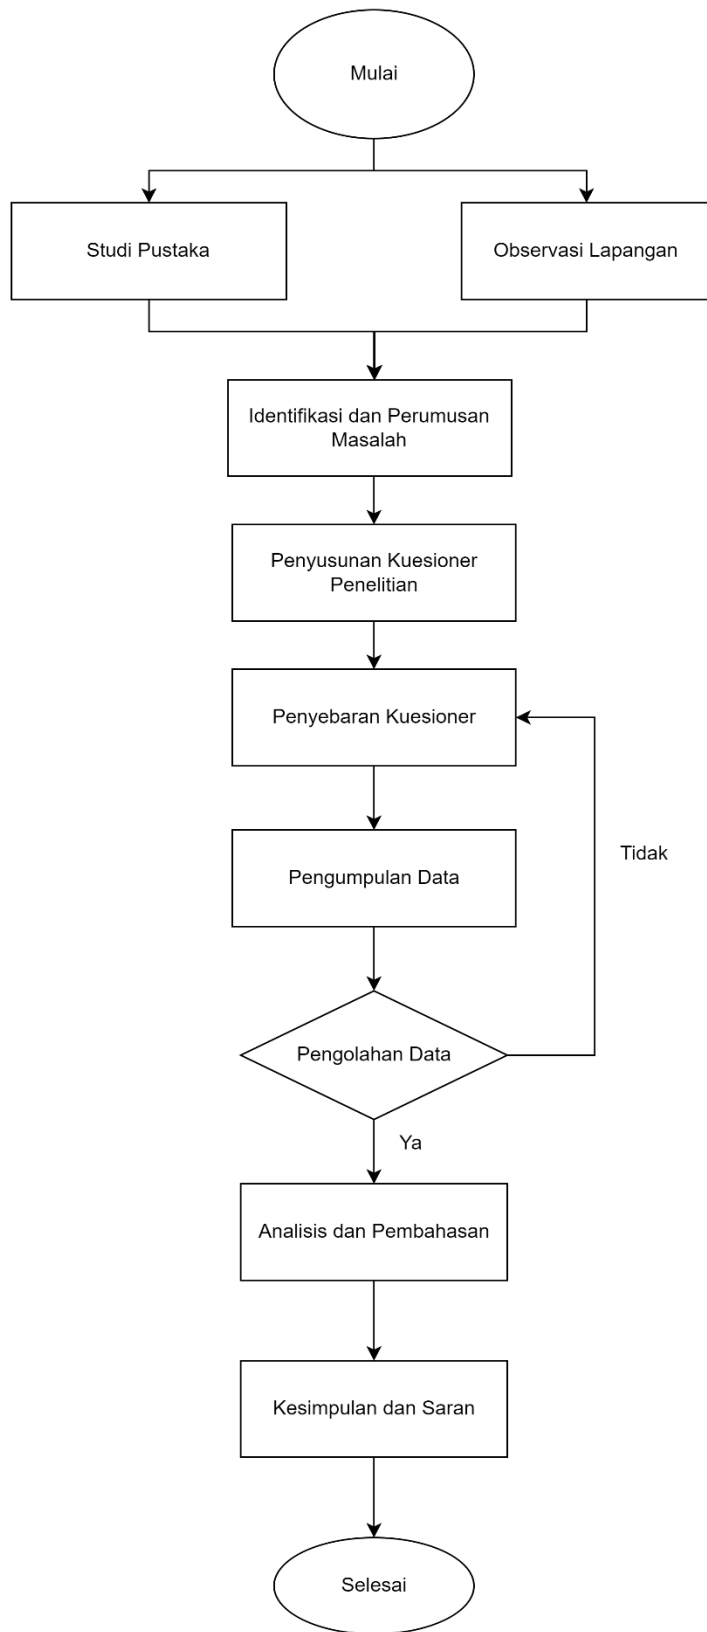 Mulai
Studi Pustaka
Observasi Lapangan
Identifikasi dan Perumusan
Masalah
Penyusunan Kuesioner
Penelitian
Penyebaran Kuesioner
Tidak
Pengumpulan Data
Pengolahan Data
Ya
Analisis dan Pembahasan
Kesimpulan dan Saran
Selesai